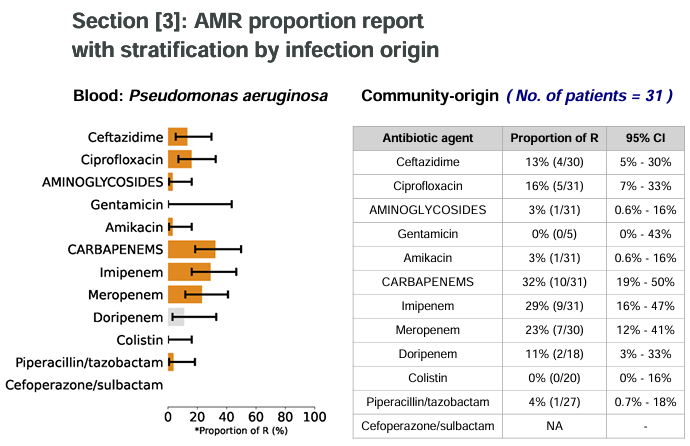 Section [3]: AMR proportion report
with stratification by infection origin
Blood: Pseudomonas aeruginosa
Ceftazidime
Ciprofloxacin
AMINOGLYCOSIDES
Gentamicin
Amikacin
CARBAPENEMS
Imipenem
Meropenem
Doripenem
Colistin
Piperacillin/tazobactam
Cefoperazone/sulbactam
0 20 40 60 80 100
*Proportion of R (%)
Community-origin ( No. of patients = 31 )
Antibiotic agent Proportion of R 95% CI
Ceftazidime 13% (4/30) 5% - 30%
Ciprofloxacin 16% (5/31) 7% - 33%
AMINOGLYCOSIDES 3% (1/31) 0.6% - 16%
Gentamicin 0% (0/5) 0% - 43%
Amikacin 3% (1/31) 0.6% - 16%
CARBAPENEMS 32% (10/31) 19% - 50%
Imipenem 29% (9/31) 16% - 47%
Meropenem 23% (7/30) 12% - 41%
Doripenem 11% (2/18) 3% - 33%
Colistin 0% (0/20) 0% - 16%
Piperacillin/tazobactam 4% (1/27) 0.7% - 18%
Cefoperazone/sulbactam NA -